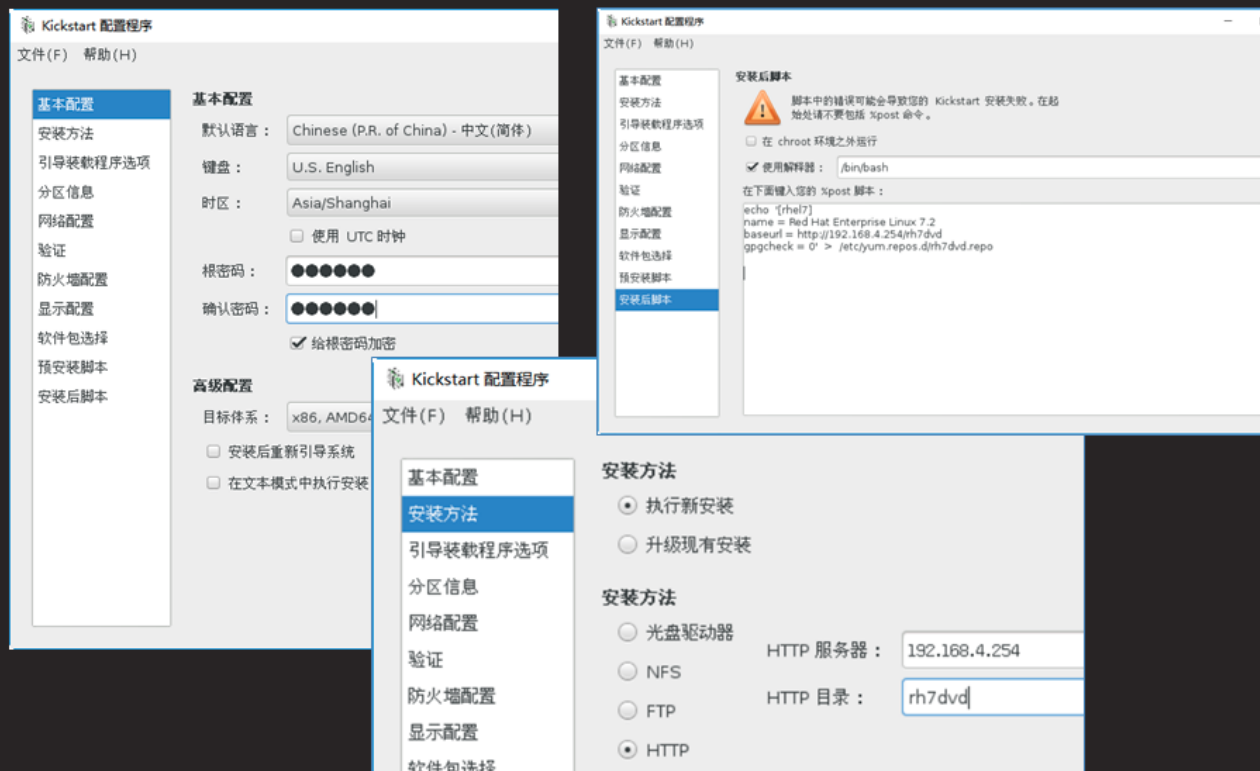 Kickstart 配置程序
文件(F) 帮助(H)
基本配置
安装方法
引导装载程序选项
分区信息
网络配置
验证
防火墙配置
显示配置
软件包选择
预安装脚本
安装后脚本
基本配置
默认语言： Chinese (P.R. of China) - 中文(简体)
键盘： U.S. English
时区： Asia/Shanghai
使用 UTC 时钟
根密码： ●●●●●●
确认密码： ●●●●●●
给根密码加密
高级配置
目标体系： x86, AMD64
安装后重新引导系统
在文本模式中执行安装
Kickstart 配置程序
文件(F) 帮助(H)
基本配置
安装方法
引导装载程序选项
分区信息
网络配置
验证
防火墙配置
显示配置
软件包选择
预安装脚本
安装后脚本
安装后脚本
脚本中的错误可能会导致您的 Kickstart 安装失败。在起
始处请不要包括 %post 命令。
在 chroot 环境之外运行
使用解释器： /bin/bash
在下面键入您的 %post 脚本：
echo '[rhel7]
name = Red Hat Enterprise Linux 7.2
baseurl = http://192.168.4.254/rh7dvd
gpgcheck = 0' > /etc/yum.repos.d/rh7dvd.repo
Kickstart 配置程序
文件(F) 帮助(H)
基本配置
安装方法
引导装载程序选项
分区信息
网络配置
验证
防火墙配置
显示配置
软件包选择
安装方法
执行新安装
升级现有安装
安装方法
光盘驱动器
NFS
FTP
HTTP
HTTP 服务器： 192.168.4.254
HTTP 目录： rh7dvd